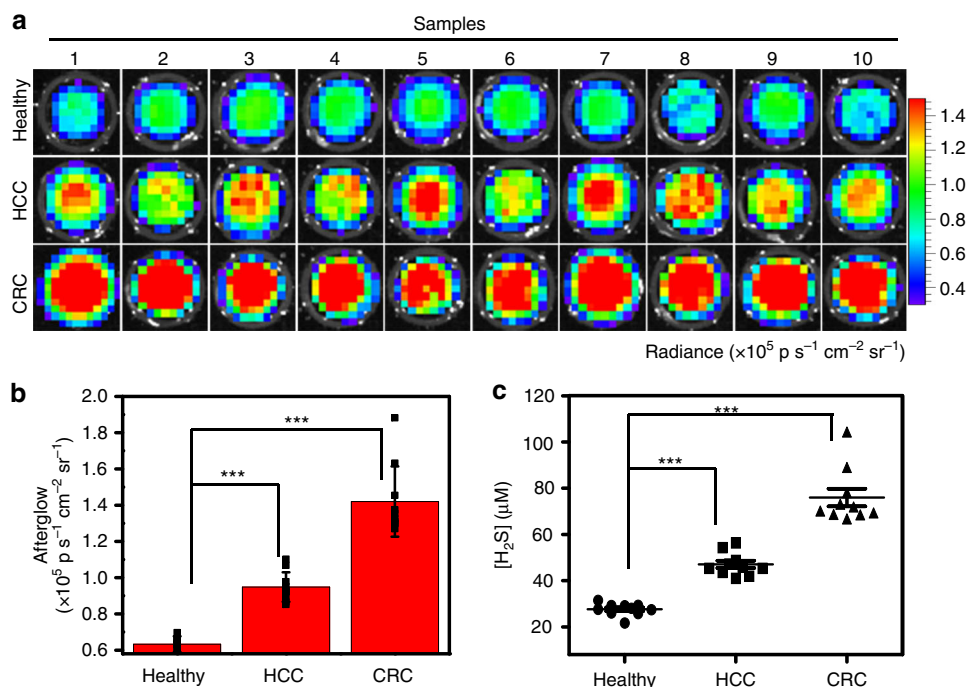 a
Samples
1 2 3 4 5 6 7 8 9 10
Healthy
HCC
CRC
1.4
1.2
1.0
0.8
0.6
0.4
Radiance (×10⁵ p s⁻¹ cm⁻² sr⁻¹)
b
Afterglow
(×10⁵ p s⁻¹ cm⁻² sr⁻¹)
2.0
1.8
1.6
1.4
1.2
1.0
0.8
0.6
***
***
Healthy HCC CRC
c
[H₂S] (μM)
120
100
80
60
40
20
***
***
Healthy HCC CRC